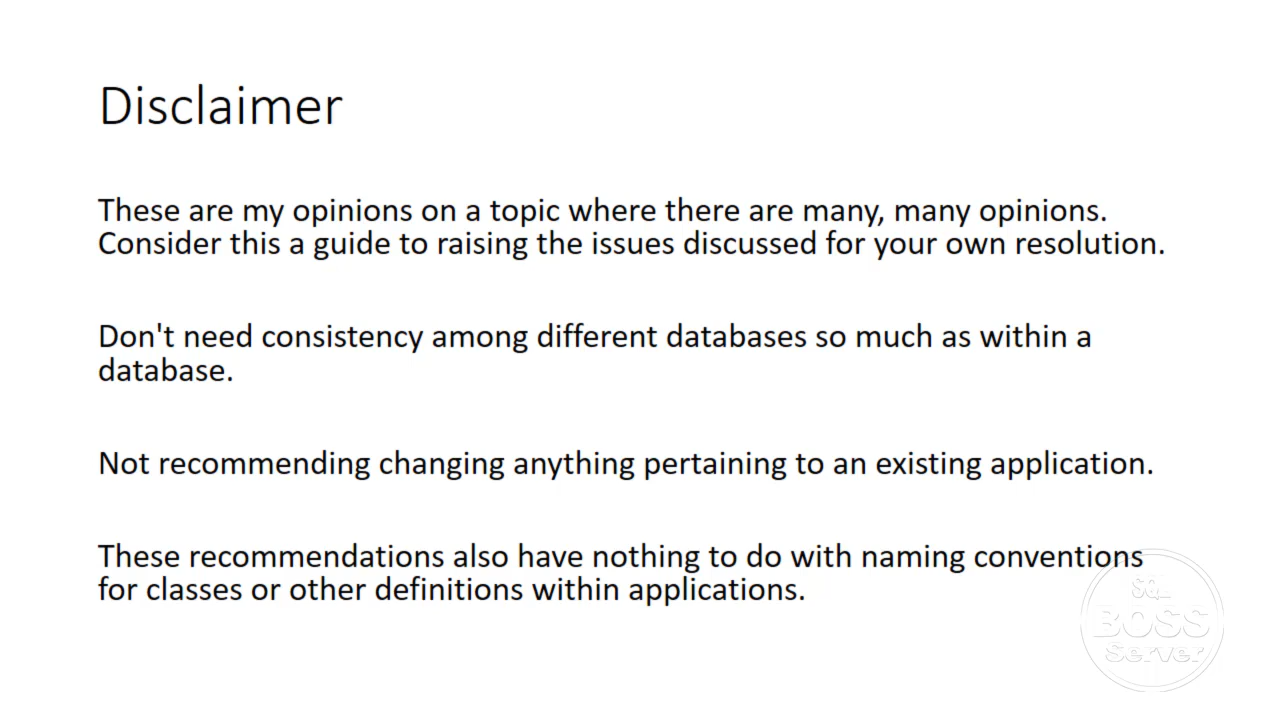 Disclaimer
These are my opinions on a topic where there are many, many opinions.
Consider this a guide to raising the issues discussed for your own resolution.
Don't need consistency among different databases so much as within a
database.
Not recommending changing anything pertaining to an existing application.
These recommendations also have nothing to do with naming conventions
for classes or other definitions within applications.
SQL
BOSS
Server